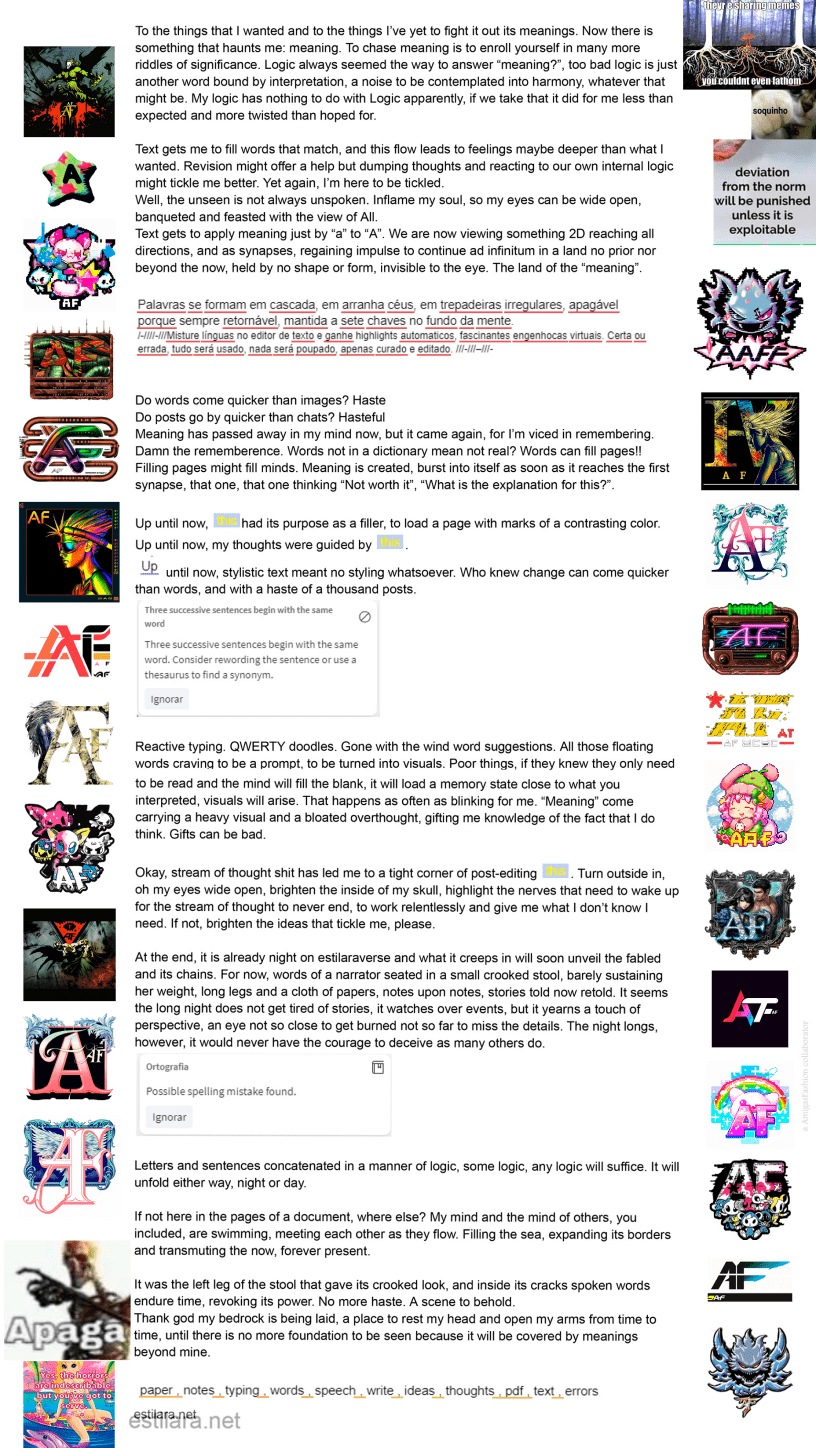 theyre sharing memes
you couldnt even fathom
soquinho
deviation
from the norm
will be punished
unless it is
exploitable
To the things that I wanted and to the things I've yet to fight it out its meanings. Now there is
something that haunts me: meaning. To chase meaning is to enroll yourself in many more
riddles of significance. Logic always seemed the way to answer “meaning?”, too bad logic is just
another word bound by interpretation, a noise to be contemplated into harmony, whatever that
might be. My logic has nothing to do with Logic apparently, if we take that it did for me less than
expected and more twisted than hoped for.
Text gets me to fill words that match, and this flow leads to feelings maybe deeper than what I
wanted. Revision might offer a help but dumping thoughts and reacting to our own internal logic
might tickle me better. Yet again, I'm here to be tickled.
Well, the unseen is not always unspoken. Inflame my soul, so my eyes can be wide open,
banqueted and feasted with the view of All.
Text gets to apply meaning just by “a” to “A”. We are now viewing something 2D reaching all
directions, and as synapses, regaining impulse to continue ad infinitum in a land no prior nor
beyond the now, held by no shape or form, invisible to the eye. The land of the “meaning”.
Palavras se formam em cascada, em arranha céus, em trepadeiras irregulares, apagável
porque sempre retornável, mantida a sete chaves no fundo da mente.
/-////-///Misture línguas no editor de texto e ganhe highlights automaticos, fascinantes engenhocas virtuais. Certa ou
errada, tudo será usado, nada será poupado, apenas curado e editado. ///-///–///-
Do words come quicker than images? Haste
Do posts go by quicker than chats? Hasteful
Meaning has passed away in my mind now, but it came again, for I'm viced in remembering.
Damn the rememberence. Words not in a dictionary mean not real? Words can fill pages!!
Filling pages might fill minds. Meaning is created, burst into itself as soon as it reaches the first
synapse, that one, that one thinking “Not worth it”, “What is the explanation for this?”.
Up until now, this had its purpose as a filler, to load a page with marks of a contrasting color.
Up until now, my thoughts were guided by this .
Up until now, stylistic text meant no styling whatsoever. Who knew change can come quicker
than words, and with a haste of a thousand posts.
Three successive sentences begin with the same
word
Three successive sentences begin with the same
word. Consider rewording the sentence or use a
thesaurus to find a synonym.
Ignorar
Reactive typing. QWERTY doodles. Gone with the wind word suggestions. All those floating
words craving to be a prompt, to be turned into visuals. Poor things, if they knew they only need
to be read and the mind will fill the blank, it will load a memory state close to what you
interpreted, visuals will arise. That happens as often as blinking for me. “Meaning” come
carrying a heavy visual and a bloated overthought, gifting me knowledge of the fact that I do
think. Gifts can be bad.
Okay, stream of thought shit has led me to a tight corner of post-editing this . Turn outside in,
oh my eyes wide open, brighten the inside of my skull, highlight the nerves that need to wake up
for the stream of thought to never end, to work relentlessly and give me what I don't know I
need. If not, brighten the ideas that tickle me, please.
At the end, it is already night on estilaraverse and what it creeps in will soon unveil the fabled
and its chains. For now, words of a narrator seated in a small crooked stool, barely sustaining
her weight, long legs and a cloth of papers, notes upon notes, stories told now retold. It seems
the long night does not get tired of stories, it watches over events, but it yearns a touch of
perspective, an eye not so close to get burned not so far to miss the details. The night longs,
however, it would never have the courage to deceive as many others do.
Ortografia
Possible spelling mistake found.
Ignorar
Letters and sentences concatenated in a manner of logic, some logic, any logic will suffice. It will
unfold either way, night or day.
If not here in the pages of a document, where else? My mind and the mind of others, you
included, are swimming, meeting each other as they flow. Filling the sea, expanding its borders
and transmuting the now, forever present.
It was the left leg of the stool that gave its crooked look, and inside its cracks spoken words
endure time, revoking its power. No more haste. A scene to behold.
Thank god my bedrock is being laid, a place to rest my head and open my arms from time to
time, until there is no more foundation to be seen because it will be covered by meanings
beyond mine.
paper , notes , typing , words , speech , write , ideas , thoughts , pdf , text , errors
estilara.net
estilara.net
AF
A
AF
AF
AF
AF
AF
AF
AF
AF
A
AF
Apaga
Yes, the horrors
are indescribable
but you've got to
serve
AAFF
A F
AT
AF
AT
AAF
AF
AF
AF
AF
AF
a AmigasFashion collaborator